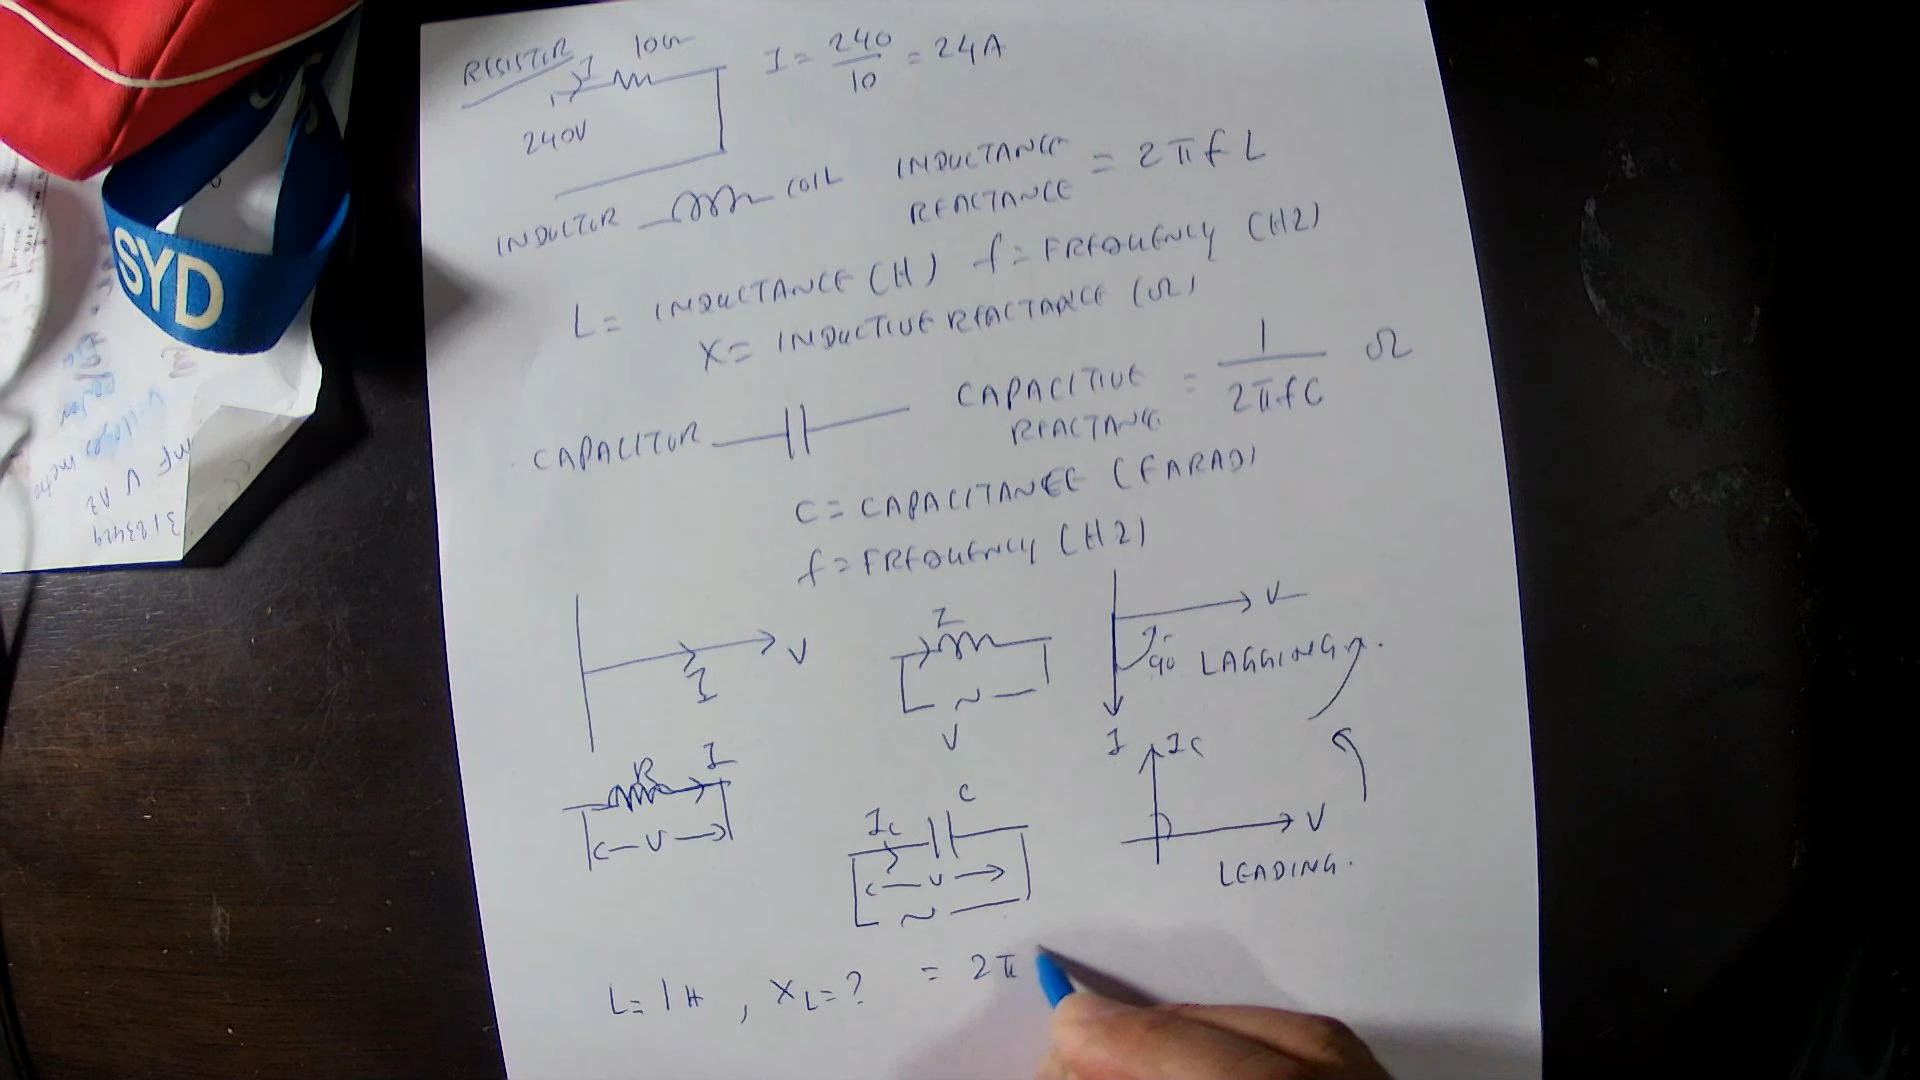 RESISTOR I 10Ω I = 240/10 = 24A
240V
INDUCTOR COIL INDUCTANCE REACTANCE = 2πfL
L = INDUCTANCE (H) f = FREQUENCY (HZ)
X = INDUCTIVE REACTANCE (Ω)
CAPACITOR CAPACITIVE REACTANCE = 1/2πfC Ω
C = CAPACITANCE (FARAD)
f = FREQUENCY (HZ)
V
I
I
V
V
90 LAGGING
I
R I
V
Ic C
V
Ic
V
LEADING.
L = 1H, XL = ? = 2π
SYD